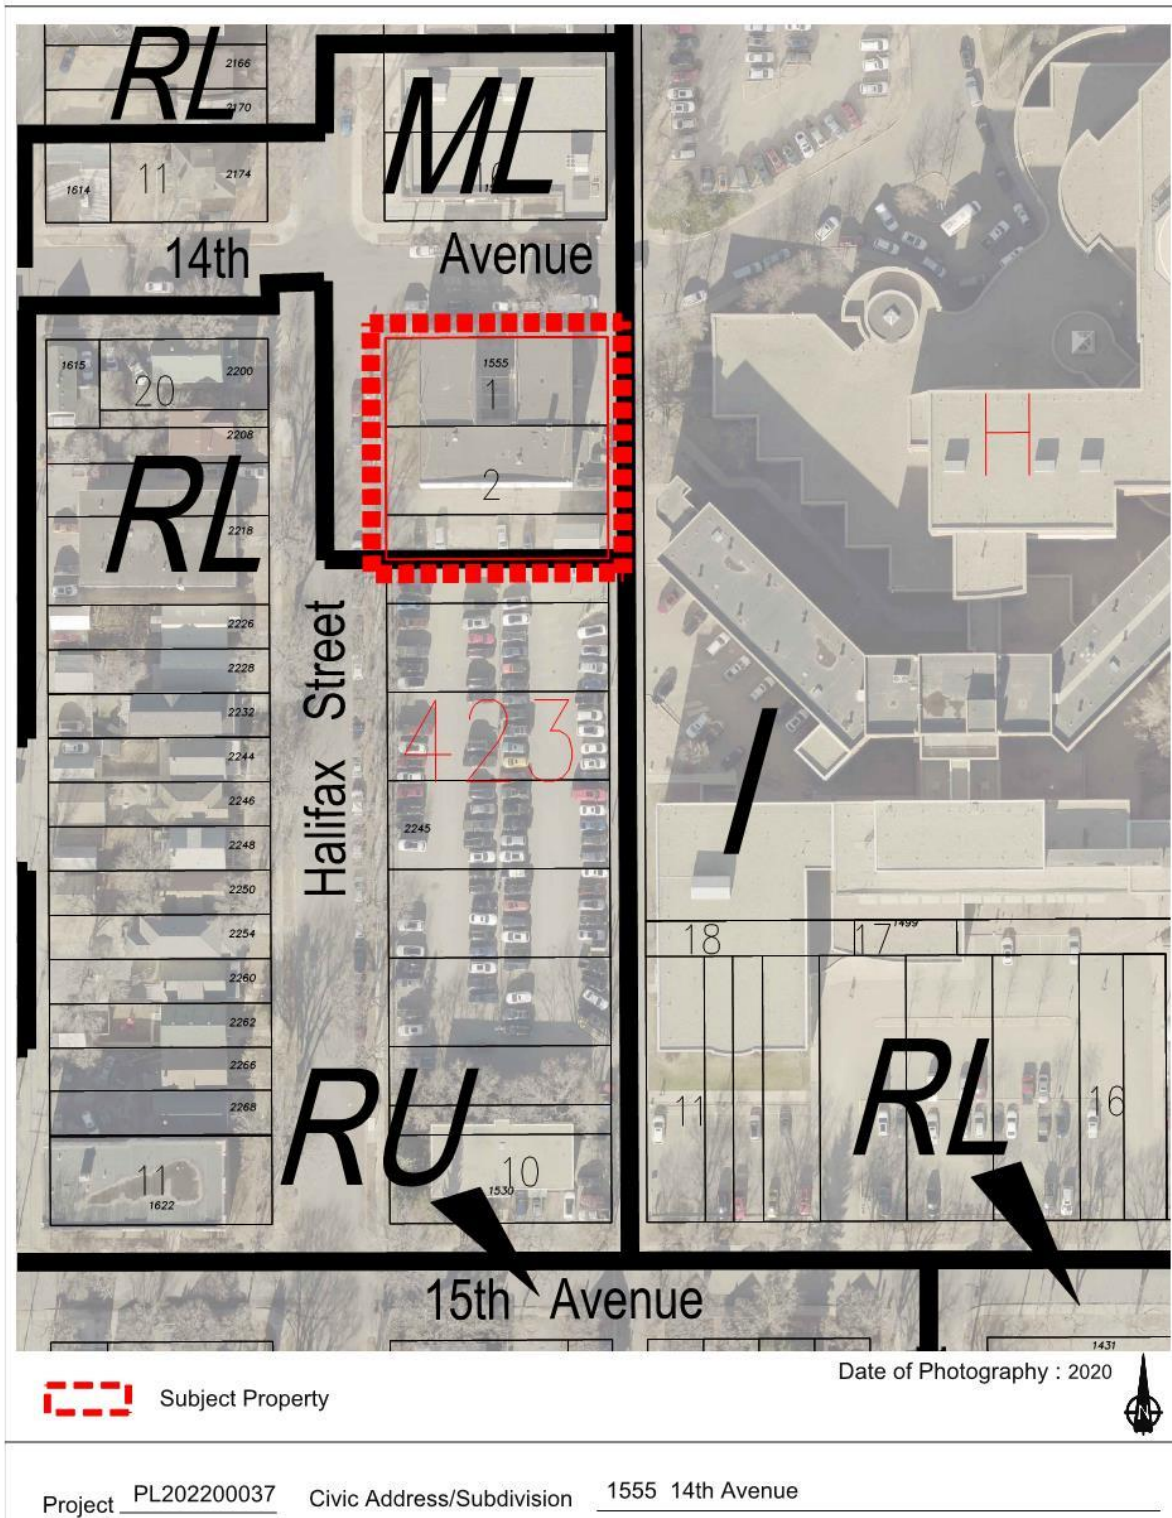 RL
2166
2170
ML
1614
11
2174
14th Avenue
1615
20
2200
1555
1
2208
RL
2
2218
H
2226
2228
2232
Halifax Street
423
2244
2246
2245
2248
I
2250
2254
18
17
1499
2260
2262
2266
RU
RL
2268
11
16
11
1622
10
1530
15th Avenue
1431
Date of Photography : 2020
Subject Property
N
Project PL202200037
Civic Address/Subdivision 1555 14th Avenue